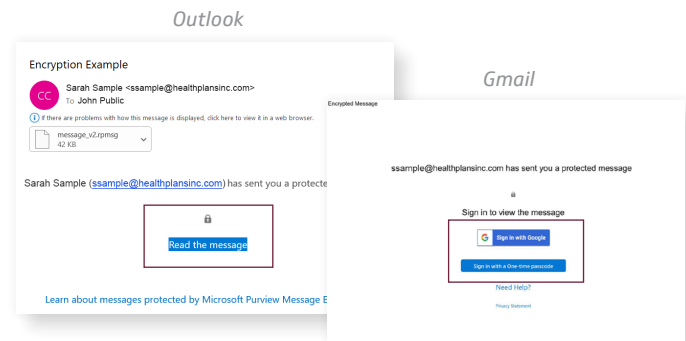 Outlook
Encryption Example
CC
Sarah Sample <ssample@healthplansinc.com>
To John Public
If there are problems with how this message is displayed, click here to view it in a web browser.
message_v2.rpmsg
42 KB
Sarah Sample (ssample@healthplansinc.com) has sent you a protecte
Read the message
Learn about messages protected by Microsoft Purview Message E
Gmail
Encrypted Message
ssample@healthplansinc.com has sent you a protected message
Sign in to view the message
Sign in with Google
Sign in with a One-time passcode
Need Help?
Privacy Statement